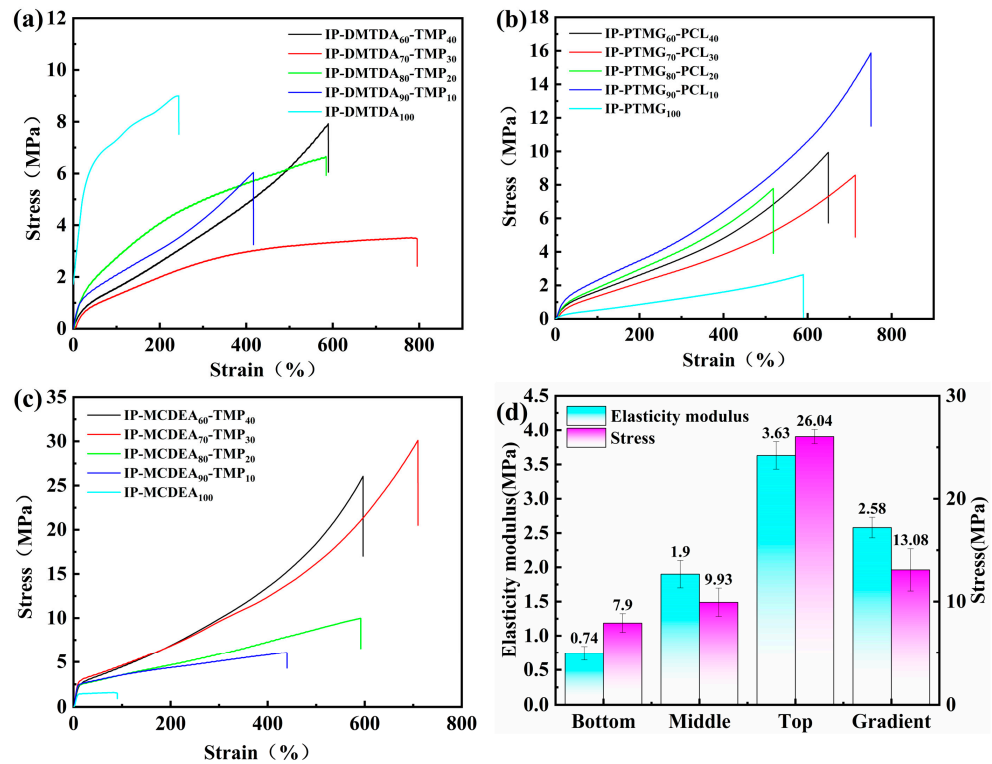 (a)
12
10
8
6
4
2
0
Stress（MPa）
0 200 400 600 800
Strain（%）
IP-DMTDA₆₀-TMP₄₀
IP-DMTDA₇₀-TMP₃₀
IP-DMTDA₈₀-TMP₂₀
IP-DMTDA₉₀-TMP₁₀
IP-DMTDA₁₀₀
(b)
18
16
14
12
10
8
6
4
2
0
Stress（MPa）
0 200 400 600 800
Strain（%）
IP-PTMG₆₀-PCL₄₀
IP-PTMG₇₀-PCL₃₀
IP-PTMG₈₀-PCL₂₀
IP-PTMG₉₀-PCL₁₀
IP-PTMG₁₀₀
(c)
35
30
25
20
15
10
5
0
Stress（MPa）
0 200 400 600 800
Strain（%）
IP-MCDEA₆₀-TMP₄₀
IP-MCDEA₇₀-TMP₃₀
IP-MCDEA₈₀-TMP₂₀
IP-MCDEA₉₀-TMP₁₀
IP-MCDEA₁₀₀
(d)
4.5
4.0
3.5
3.0
2.5
2.0
1.5
1.0
0.5
0.0
Elasticity modulus(MPa)
Elasticity modulus
Stress
0.74 7.9
1.9 9.93
3.63 26.04
2.58 13.08
Bottom Middle Top Gradient
30
20
10
0
Stress(MPa)